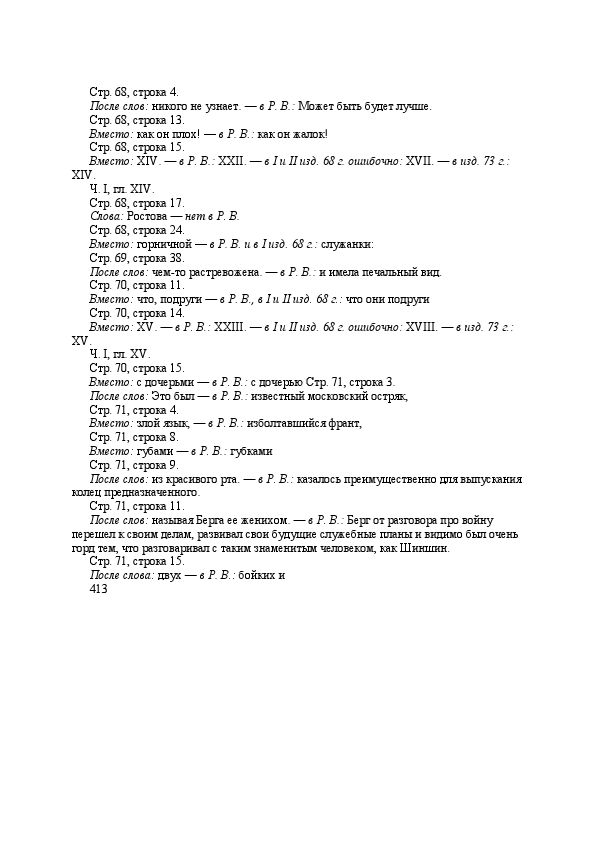 Стр. 68, строка 4.
После слов: никого не узнает. — в Р. В.: Может быть будет лучше.
Стр. 68, строка 13.
Вместо: как он плох! — в Р. В.: как он жалок!
Стр. 68, строка 15.
Вместо: XIV. — в Р. В.: XXII. — в I и II изд. 68 г. ошибочно: XVII. — в изд. 73 г.:
XIV.
Ч. I, гл. XIV.
Стр. 68, строка 17.
Слова: Ростова — нет в Р. В.
Стр. 68, строка 24.
Вместо: горничной — в Р. В. и в I изд. 68 г.: служанки:
Стр. 69, строка 38.
После слов: чем-то растревожена. — в Р. В.: и имела печальный вид.
Стр. 70, строка 11.
Вместо: что, подруги — в Р. В., в I и II изд. 68 г.: что они подруги
Стр. 70, строка 14.
Вместо: XV. — в Р. В.: XXIII. — в I и II изд. 68 г. ошибочно: XVIII. — в изд. 73 г.:
XV.
Ч. I, гл. XV.
Стр. 70, строка 15.
Вместо: с дочерьми — в Р. В.: с дочерью Стр. 71, строка 3.
После слов: Это был — в Р. В.: известный московский остряк,
Стр. 71, строка 4.
Вместо: злой язык, — в Р. В.: изболтавшийся франт,
Стр. 71, строка 8.
Вместо: губами — в Р. В.: губками
Стр. 71, строка 9.
После слов: из красивого рта. — в Р. В.: казалось преимущественно для выпускания
колец предназначенного.
Стр. 71, строка 11.
После слов: называя Берга ее женихом. — в Р. В.: Берг от разговора про войну
перешел к своим делам, развивал свои будущие служебные планы и видимо был очень
горд тем, что разговаривал с таким знаменитым человеком, как Шиншин.
Стр. 71, строка 15.
После слова: двух — в Р. В.: бойких и
413